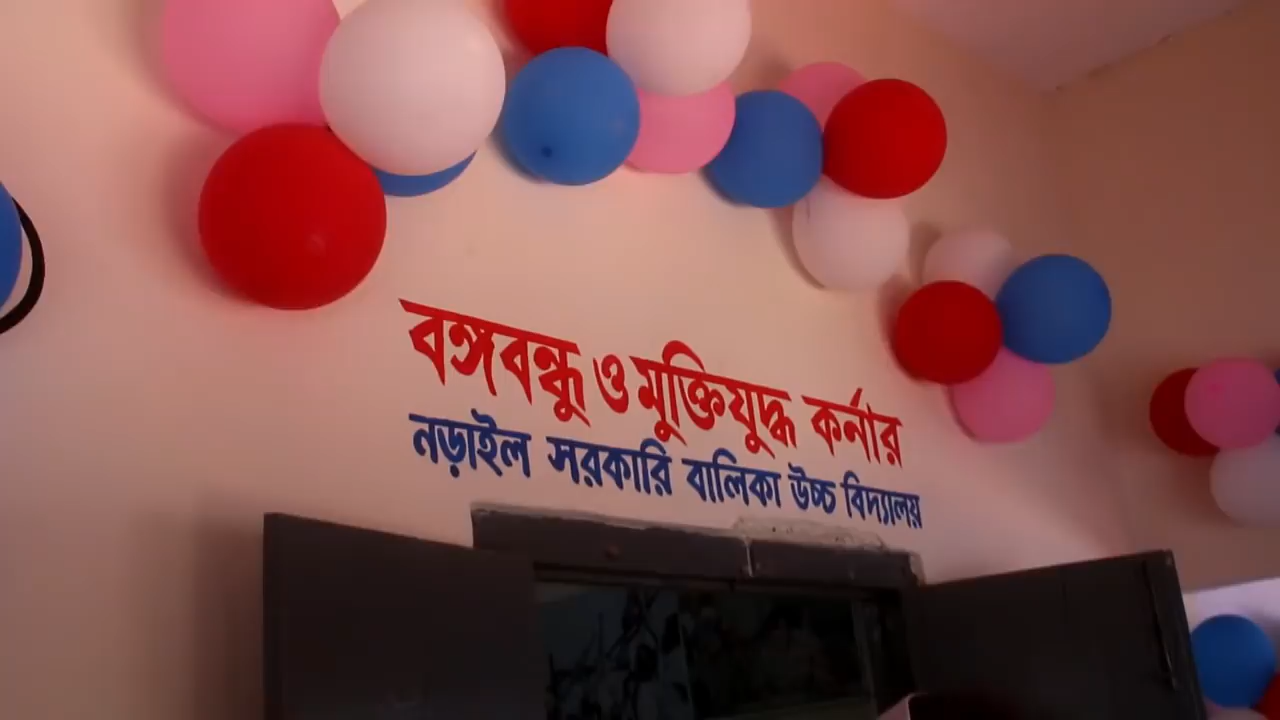 বঙ্গবন্ধু ও মুক্তিযুদ্ধ কর্নার
নড়াইল সরকারি বালিকা উচ্চ বিদ্যালয়